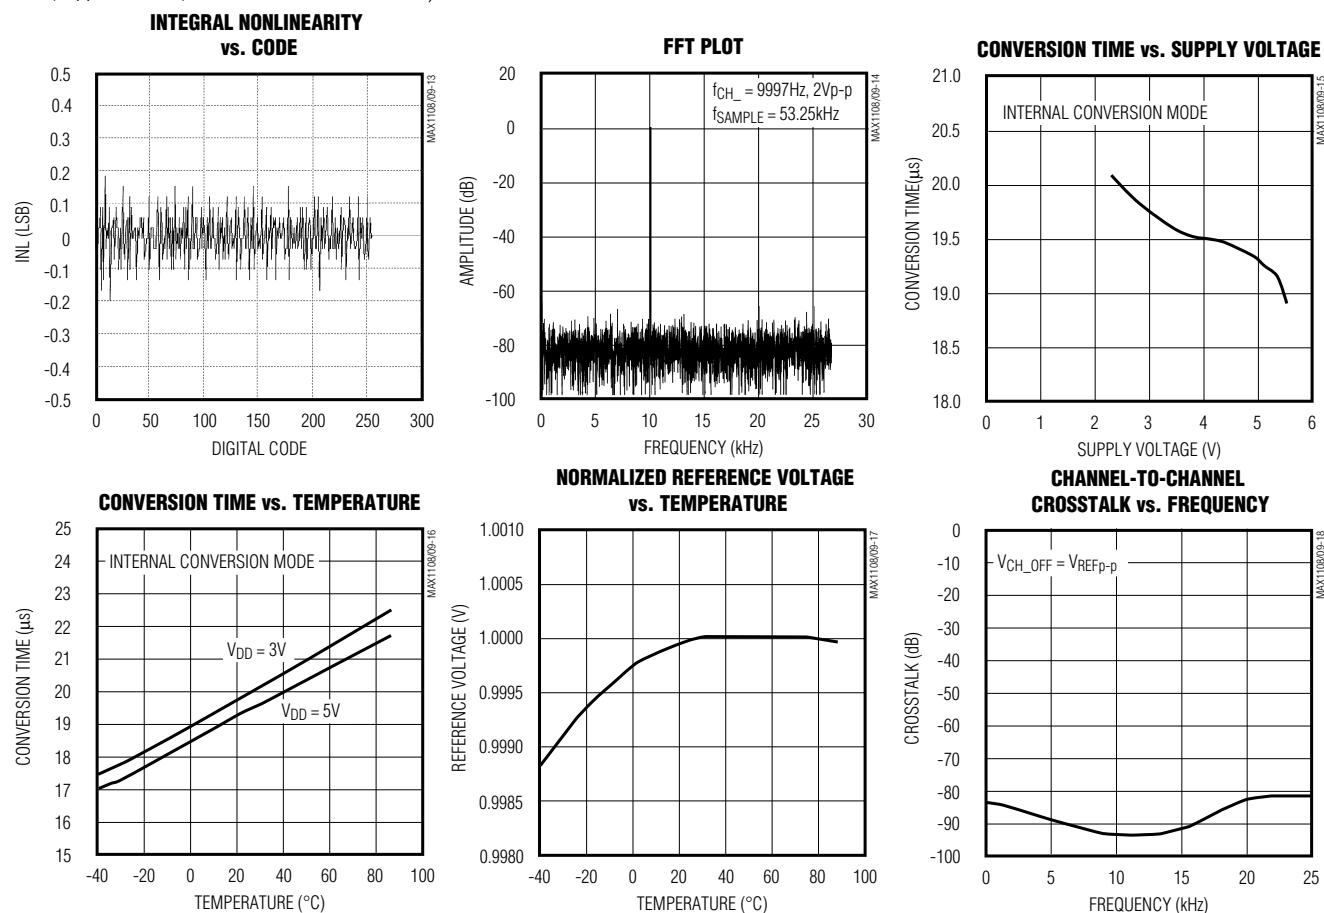 INTEGRAL NONLINEARITY
vs. CODE
0.5
0.4
0.3
0.2
0.1
0
-0.1
-0.2
-0.3
-0.4
-0.5
INL (LSB)
0 50 100 150 200 250 300
DIGITAL CODE
MAX1108/09-13
FFT PLOT
20
0
-20
-40
-60
-80
-100
AMPLITUDE (dB)
fCH_ = 9997Hz, 2Vp-p
fSAMPLE = 53.25kHz
0 5 10 15 20 25 30
FREQUENCY (kHz)
MAX1108/09-14
CONVERSION TIME vs. SUPPLY VOLTAGE
21.0
20.5
20.0
19.5
19.0
18.5
18.0
CONVERSION TIME(µs)
INTERNAL CONVERSION MODE
0 1 2 3 4 5 6
SUPPLY VOLTAGE (V)
MAX1108/09-15
CONVERSION TIME vs. TEMPERATURE
25
24
23
22
21
20
19
18
17
16
15
CONVERSION TIME (µs)
INTERNAL CONVERSION MODE
VDD = 3V
VDD = 5V
-40 -20 0 20 40 60 80 100
TEMPERATURE (°C)
MAX1108/09-16
NORMALIZED REFERENCE VOLTAGE
vs. TEMPERATURE
1.0010
1.0005
1.0000
0.9995
0.9990
0.9985
0.9980
REFERENCE VOLTAGE (V)
-40 -20 0 20 40 60 80 100
TEMPERATURE (°C)
MAX1108/09-17
CHANNEL-TO-CHANNEL
CROSSTALK vs. FREQUENCY
0
-10
-20
-30
-40
-50
-60
-70
-80
-90
-100
CROSSTALK (dB)
VCH_OFF = VREFp-p
0 5 10 15 20 25
FREQUENCY (kHz)
MAX1108/09-18